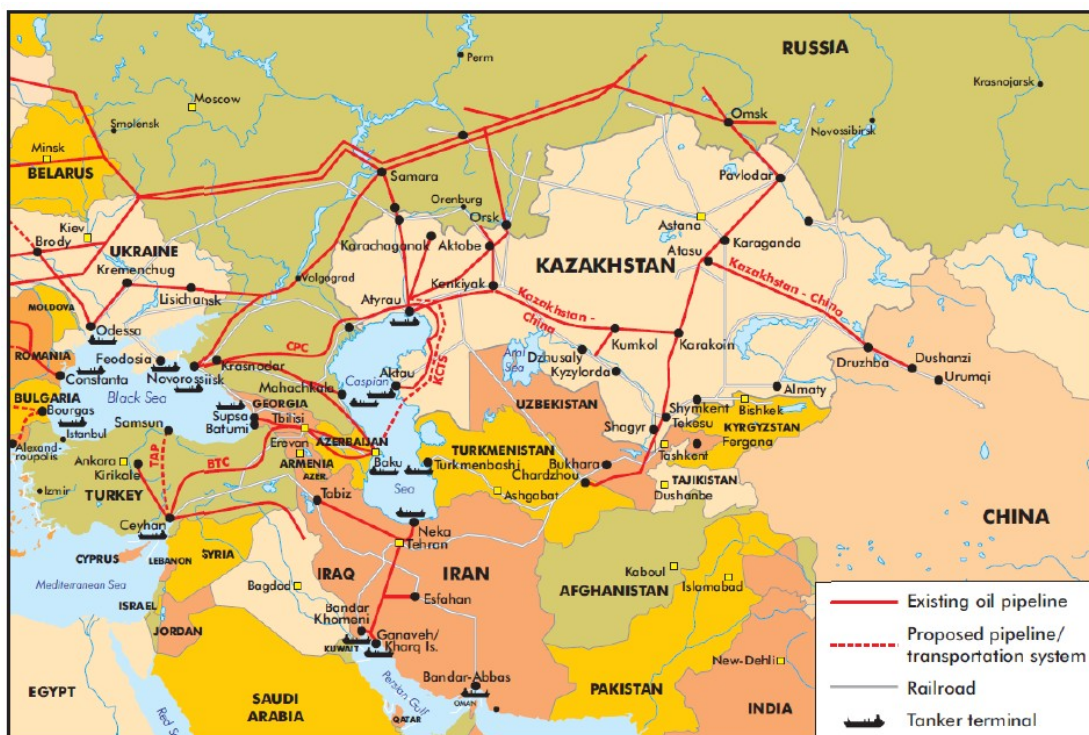 RUSSIA
Perm
Krasnojarsk
Moscow
Smolensk
Omsk
Novossibirsk
Minsk
BELARUS
Samara
Pavlodar
Orenburg
Orsk
Astana
Kiev
Brody
UKRAINE
Karachaganak
Aktobe
Karaganda
Atasu
KAZAKHSTAN
Kremenchug
Volgograd
Kenkiyak
Lisichansk
Kazakhstan - China
Atyrau
Kazakhstan -
China
MOLDOVA
Odessa
CPC
KCTS
Kumkol
Karakoin
Druzhba
Dushanzi
Urumqi
ROMANIA
Feodosia
Krasnodar
Aral
Sea
Dzhusaly
Kyzylorda
Constanta
Novorossiisk
Aktau
Caspian
Mahachkala
Almaty
BULGARIA
Black Sea
GEORGIA
UZBEKISTAN
Shymkent
Bishkek
Bourgas
Supsa
Tbilisi
Tekesu
KYRGYZSTAN
Samsun
Batumi
Shagyr
Fergana
Istanbul
Alexand-
roupolis
Erevan
AZERBAIJAN
TURKMENISTAN
Tashkent
Ankara
TAP
BTC
ARMENIA
Baku
Turkmenbashi
Bukhara
Kirikale
AZER.
Chardzhou
TAJIKISTAN
Izmir
TURKEY
Tabiz
Sea
Ashgabat
Dushanbe
Ceyhan
Neka
CHINA
Tehran
CYPRUS
SYRIA
LEBANON
IRAQ
IRAN
Kaboul
Islamabad
Mediterranean Sea
Bagdad
AFGHANISTAN
Esfahan
ISRAEL
Bandar
Khomeni
JORDAN
Ganaveh/
Kharq Is.
KUWAIT
New-Dehli
Bandar-Abbas
EGYPT
SAUDI
ARABIA
Persian Gulf
OMAN
PAKISTAN
Red S
QATAR
INDIA
Existing oil pipeline
Proposed pipeline/
transportation system
Railroad
Tanker terminal